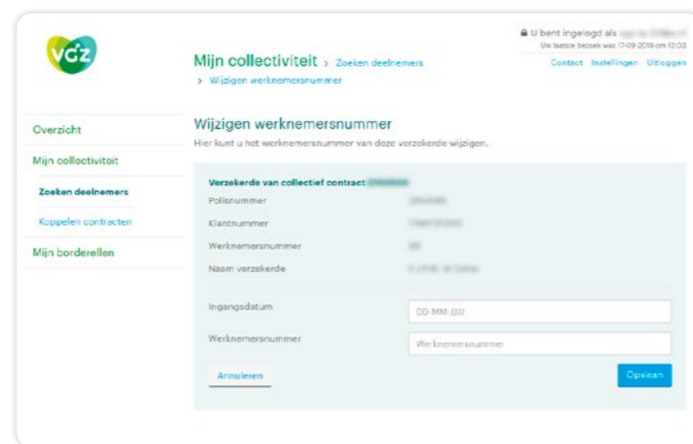 VGZ
U bent ingelogd als
Uw laatste bezoek was 17-09-2018 om 12:03
Contact Instellingen Uitloggen
Mijn collectiviteit > Zoeken deelnemers
> Wijzigen werknemersnummer
Overzicht
Mijn collectiviteit
Zoeken deelnemers
Koppelen contracten
Mijn borderellen
Wijzigen werknemersnummer
Hier kunt u het werknemersnummer van deze verzekerde wijzigen.
Verzekerde van collectief contract
Polisnummer
Klantnummer
Werknemersnummer
Naam verzekerde
Ingangsdatum
DD-MM-JJJJ
Werknemersnummer
Werknemersnummer
Annuleren
Opslaan